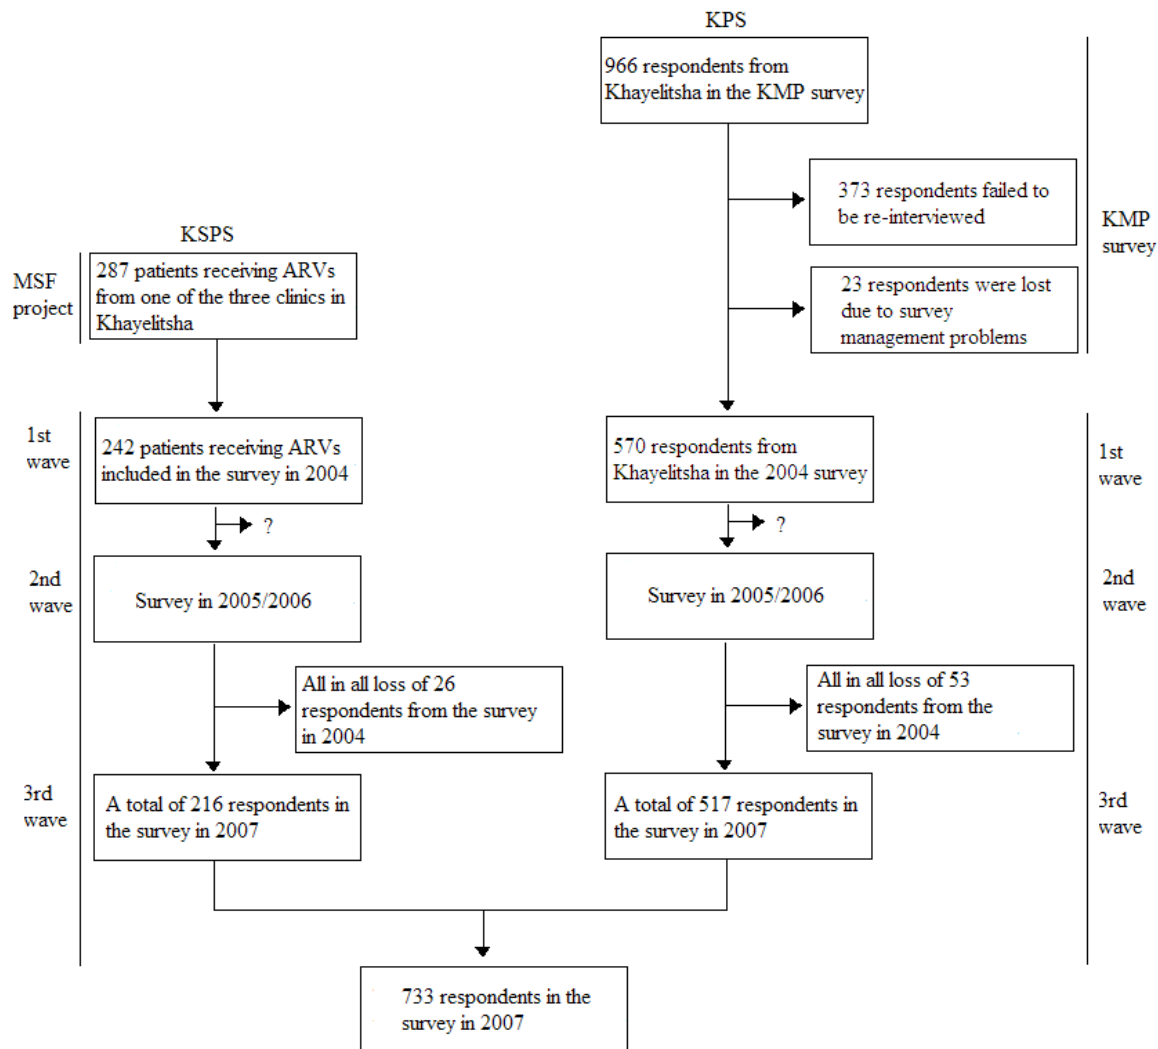 KPS
966 respondents from
Khayelitsha in the KMP survey
373 respondents failed to
be re-interviewed
KMP
survey
23 respondents were lost
due to survey
management problems
KSPS
MSF
project
287 patients receiving ARVs
from one of the three clinics in
Khayelitsha
1st
wave
242 patients receiving ARVs
included in the survey in 2004
570 respondents from
Khayelitsha in the 2004 survey
1st
wave
?
?
2nd
wave
Survey in 2005/2006
Survey in 2005/2006
2nd
wave
All in all loss of 26
respondents from the survey
in 2004
All in all loss of 53
respondents from the
survey in 2004
3rd
wave
A total of 216 respondents in
the survey in 2007
A total of 517 respondents in
the survey in 2007
3rd
wave
733 respondents in the
survey in 2007